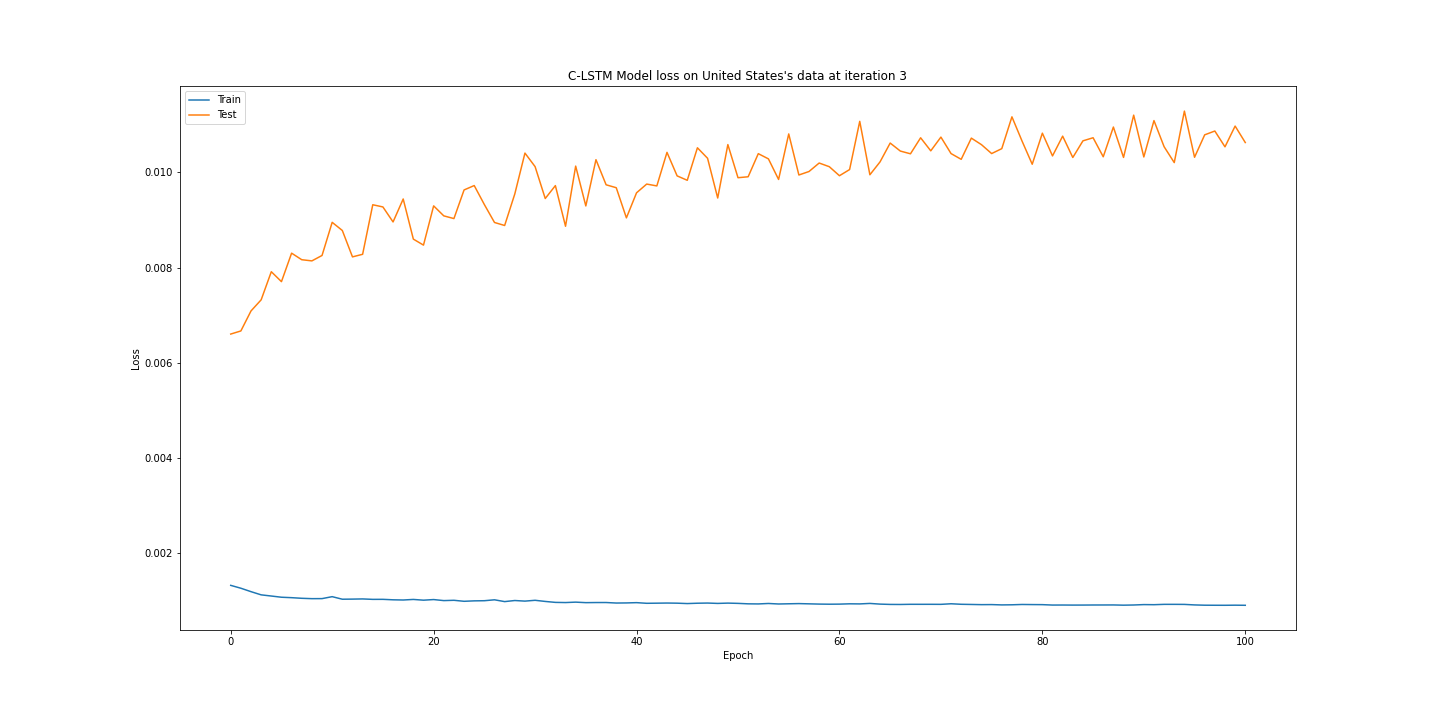 C-LSTM Model loss on United States's data at iteration 3
Train
Test
0.010
0.008
0.006
0.004
0.002
Loss
0
20
40
60
80
100
Epoch